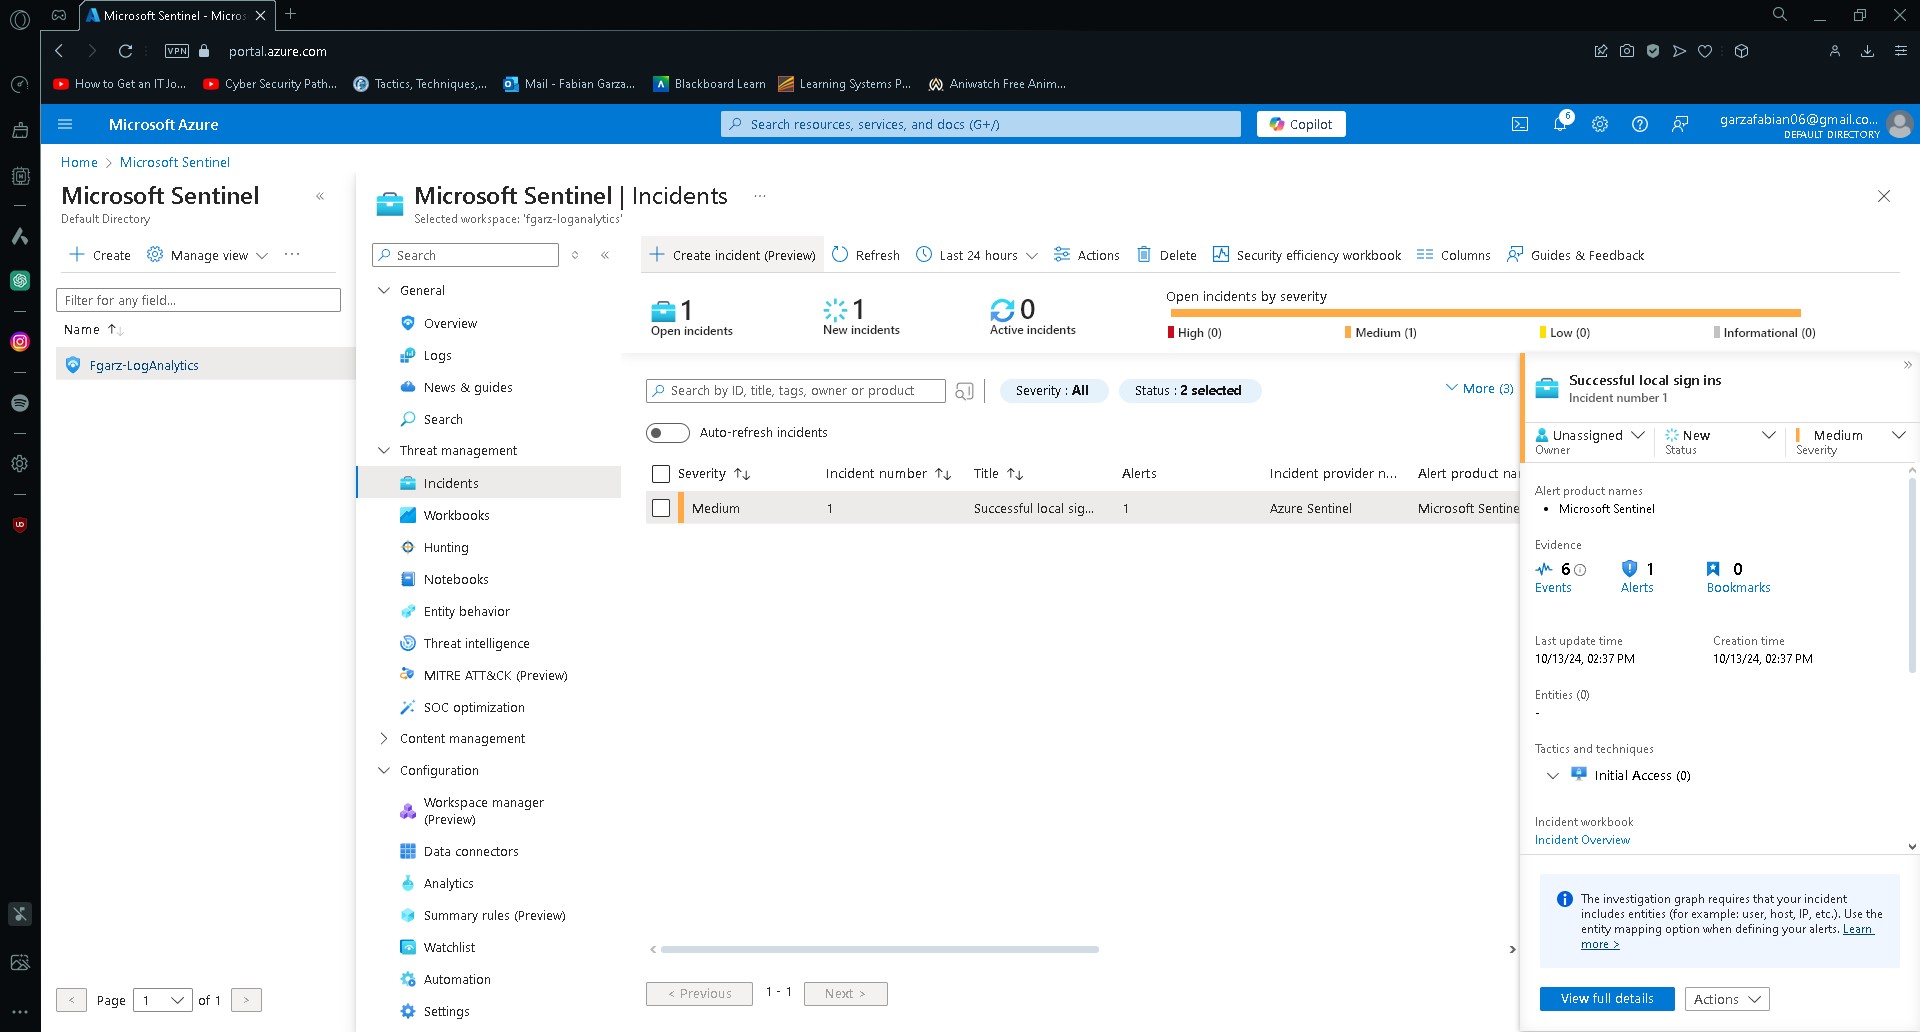 Microsoft Sentinel - Micros
VPN
portal.azure.com
How to Get an IT Jo...
Cyber Security Path...
Tactics, Techniques,...
Mail - Fabian Garza...
Blackboard Learn
Learning Systems P...
Aniwatch Free Anim...
Microsoft Azure
Search resources, services, and docs (G+/)
Copilot
6
garzafabian06@gmail.co...
DEFAULT DIRECTORY
Home > Microsoft Sentinel
Microsoft Sentinel
Default Directory
Create
Manage view
Filter for any field...
Name
Fgarz-LogAnalytics
< Page 1 of 1 >
Microsoft Sentinel | Incidents
Selected workspace: 'fgarz-loganalytics'
Search
General
Overview
Logs
News & guides
Search
Threat management
Incidents
Workbooks
Hunting
Notebooks
Entity behavior
Threat intelligence
MITRE ATT&CK (Preview)
SOC optimization
Content management
Configuration
Workspace manager
(Preview)
Data connectors
Analytics
Summary rules (Preview)
Watchlist
Automation
Settings
Create incident (Preview)
Refresh
Last 24 hours
Actions
Delete
Security efficiency workbook
Columns
Guides & Feedback
1
Open incidents
1
New incidents
0
Active incidents
Open incidents by severity
High (0)
Medium (1)
Low (0)
Informational (0)
Search by ID, title, tags, owner or product
Severity : All
Status : 2 selected
More (3)
Auto-refresh incidents
Severity Incident number Title Alerts Incident provider n... Alert product nam
Medium 1 Successful local sig... 1 Azure Sentinel Microsoft Sentine
< Previous 1 - 1 Next >
Successful local sign ins
Incident number 1
Unassigned
Owner
New
Status
Medium
Severity
Alert product names
• Microsoft Sentinel
Evidence
6
Events
1
Alerts
0
Bookmarks
Last update time
10/13/24, 02:37 PM
Creation time
10/13/24, 02:37 PM
Entities (0)
-
Tactics and techniques
Initial Access (0)
Incident workbook
Incident Overview
The investigation graph requires that your incident
includes entities (for example: user, host, IP, etc.). Use the
entity mapping option when defining your alerts. Learn
more >
View full details
Actions